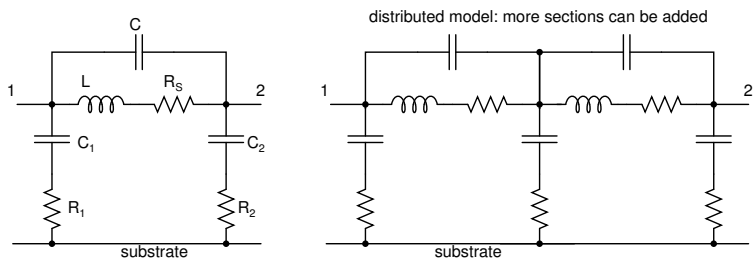 C
L
R_S
1
2
C_1
C_2
R_1
R_2
substrate
distributed model: more sections can be added
1
2
substrate